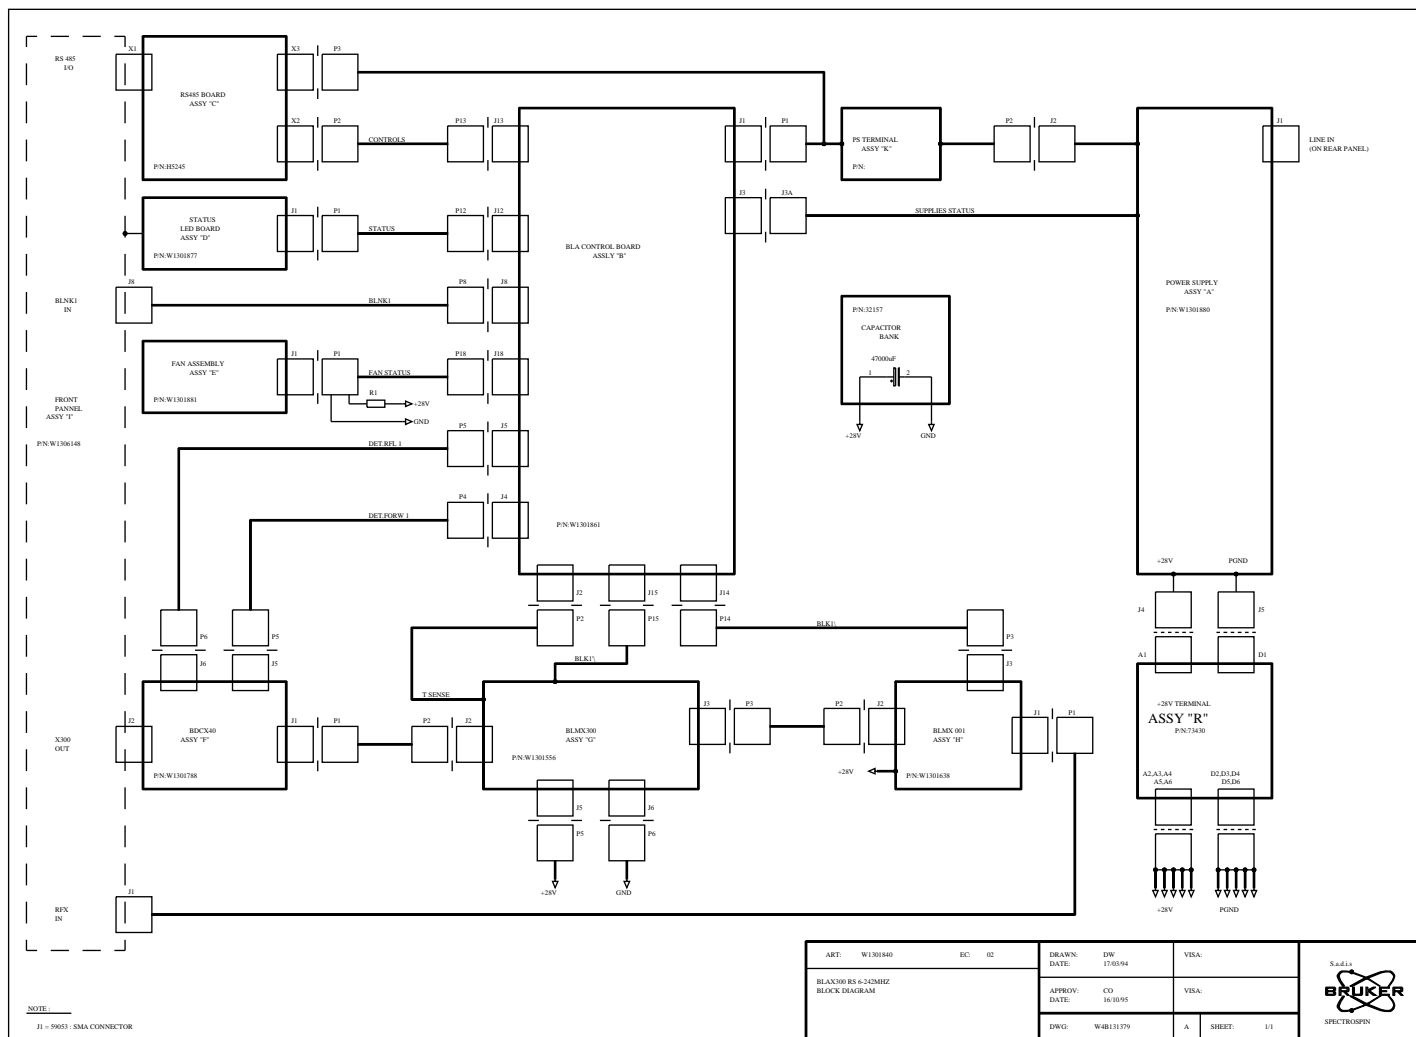 X1
X3
P3
RS 485
I/O
RS485 BOARD
ASSY "C"
X2
P2
CONTROLS
P13
J13
J1
P1
PS TERMINAL
ASSY "K"
P/N:
P2
J2
J1
LINE IN
(ON REAR PANEL)
P/N:H5245
J3
J3A
SUPPLIES STATUS
STATUS
LED BOARD
ASSY "D"
P/N:W1301877
J1
P1
STATUS
P12
J12
BLA CONTROL BOARD
ASSLY "B"
J8
BLNK1
IN
BLNK1
P8
J8
POWER SUPPLY
ASSY "A"
P/N:W1301880
P/N:32157
CAPACITOR
BANK
47000uF
1
2
+28V
GND
FAN ASSEMBLY
ASSY "E"
P/N:W1301881
J1
P1
FAN STATUS
P18
J18
R1
+28V
GND
FRONT
PANNEL
ASSY "I"
P/N:W1306148
DET.RFL 1
P5
J5
DET.FORW 1
P4
J4
P/N:W1301861
+28V
PGND
J2
J15
J14
J4
J5
P6
P5
P2
P15
P14
BLK1\
P3
J6
J5
BLK1'\
J3
A1
D1
T SENSE
J2
BDCX40
ASSY "F"
P/N:W1301788
J1
P1
P2
J2
BLMX300
ASSY "G"
P/N:W1301556
J3
P3
P2
J2
BLMX 001
ASSY "H"
P/N:W1301638
J1
P1
+28V TERMINAL
ASSY "R"
P/N:73430
X300
OUT
+28V
A2,A3,A4
A5,A6
D2,D3,D4
D5,D6
J5
J6
P5
P6
+28V
GND
J1
RFX
IN
+28V
PGND
ART: W1301840 EC: 02
DRAWN: DW
DATE: 17/03/94
VISA:
BLAX300 RS 6-242MHZ
BLOCK DIAGRAM
APPROV: CO
DATE: 16/10/95
VISA:
DWG: W4B131379 A SHEET: 1/1
S.a.d.i.s
BRUKER
SPECTROSPIN
NOTE :
J1 = 59053 : SMA CONNECTOR